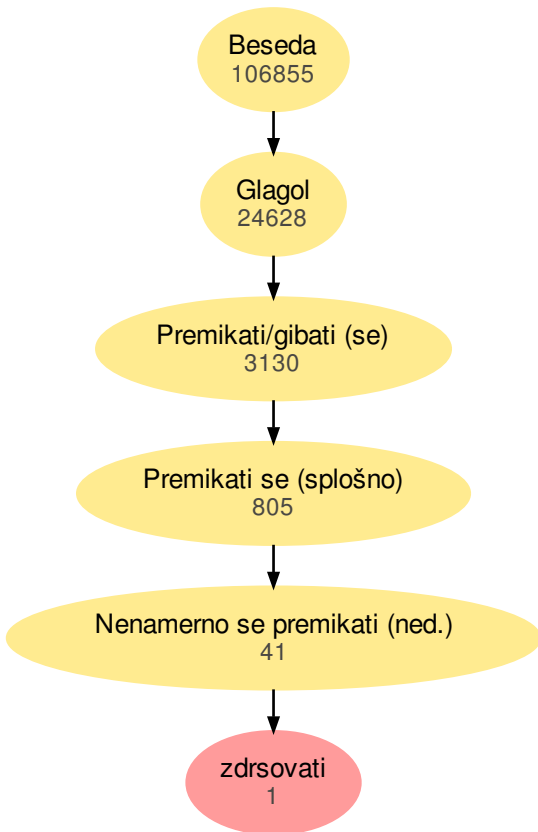 Beseda
106855
Glagol
24628
Premikati/gibati (se)
3130
Premikati se (splošno)
805
Nenamerno se premikati (ned.)
41
zdrsovati
1